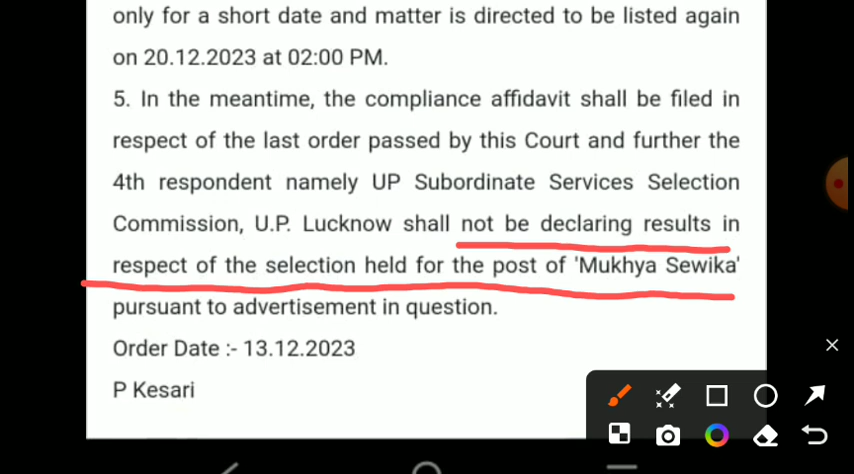 only for a short date and matter is directed to be listed again
on 20.12.2023 at 02:00 PM.
5. In the meantime, the compliance affidavit shall be filed in
respect of the last order passed by this Court and further the
4th respondent namely UP Subordinate Services Selection
Commission, U.P. Lucknow shall not be declaring results in
respect of the selection held for the post of 'Mukhya Sewika'
pursuant to advertisement in question.
Order Date :- 13.12.2023
P Kesari